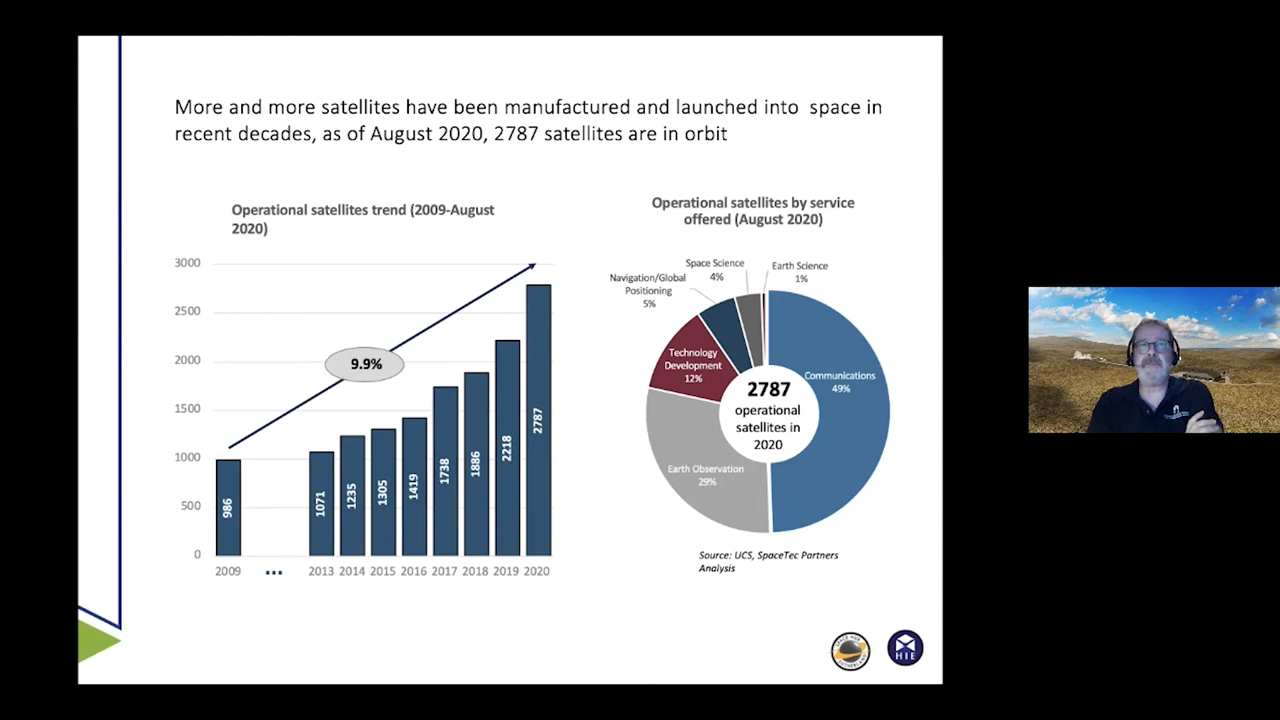 More and more satellites have been manufactured and launched into space in
recent decades, as of August 2020, 2787 satellites are in orbit
Operational satellites trend (2009-August
2020)
3000
2500
2000
1500
1000
500
0
9.9%
986
1071
1235
1305
1419
1738
1886
2218
2787
2009
...
2013
2014
2015
2016
2017
2018
2019
2020
Operational satellites by service
offered (August 2020)
Space Science
4%
Earth Science
1%
Navigation/Global
Positioning
5%
Technology
Development
12%
Communications
49%
Earth Observation
29%
2787
operational
satellites in
2020
Source: UCS, SpaceTec Partners
Analysis
SPACE HUB
SUTHERLAND
HIE